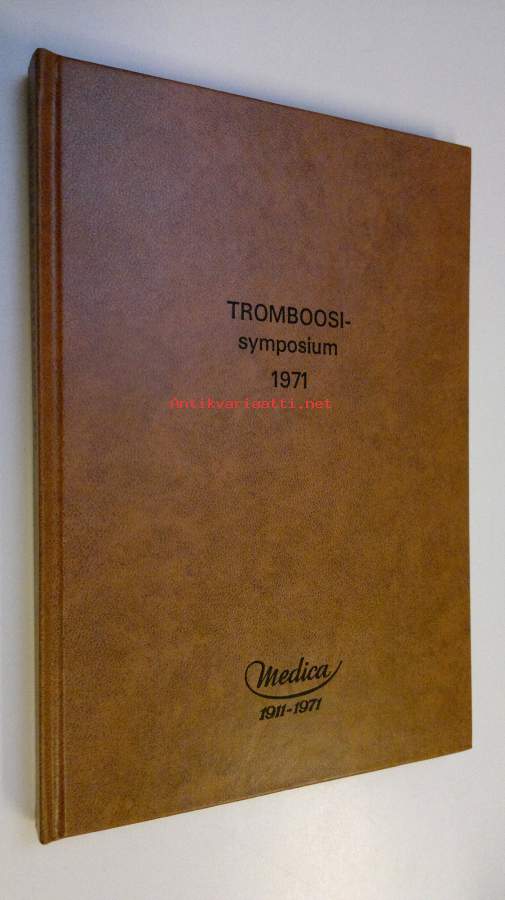 TROMBOOSI-
symposium
1971
Antikvariaatti.net
Medica
1911-1971